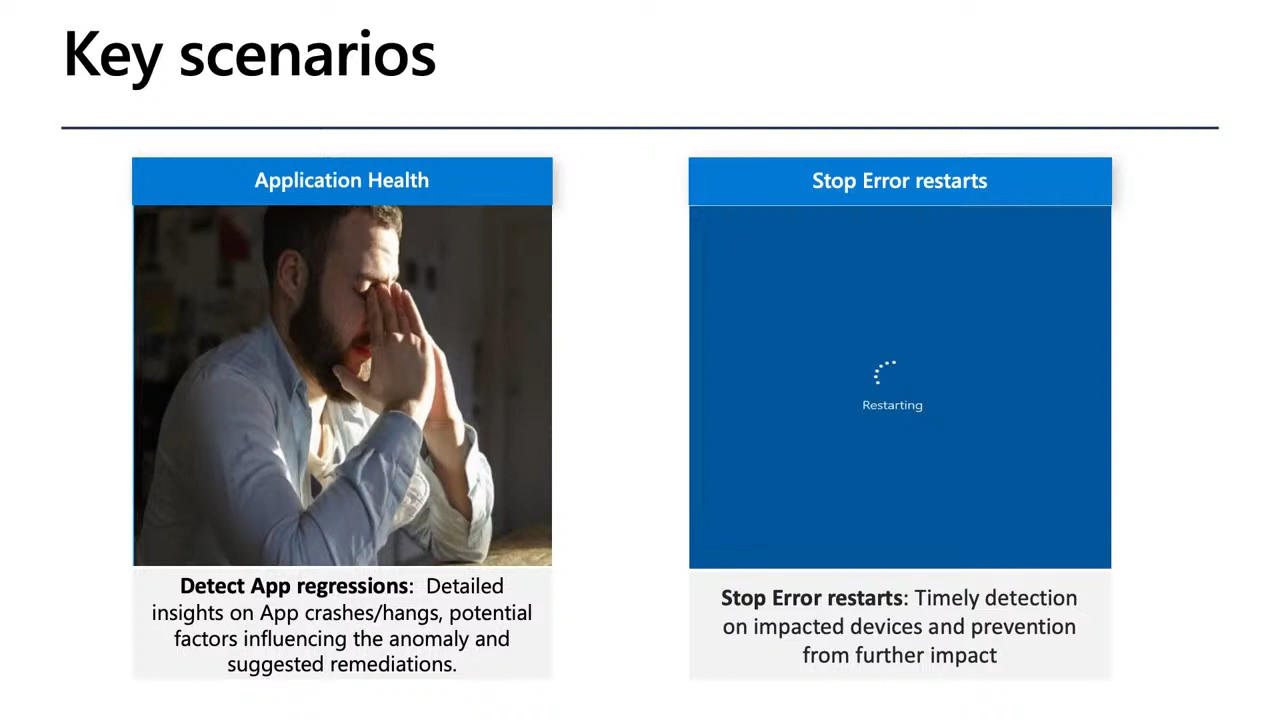 Key scenarios
Application Health
Detect App regressions:  Detailed
insights on App crashes/hangs, potential
factors influencing the anomaly and
suggested remediations.
Stop Error restarts
Restarting
Stop Error restarts: Timely detection
on impacted devices and prevention
from further impact